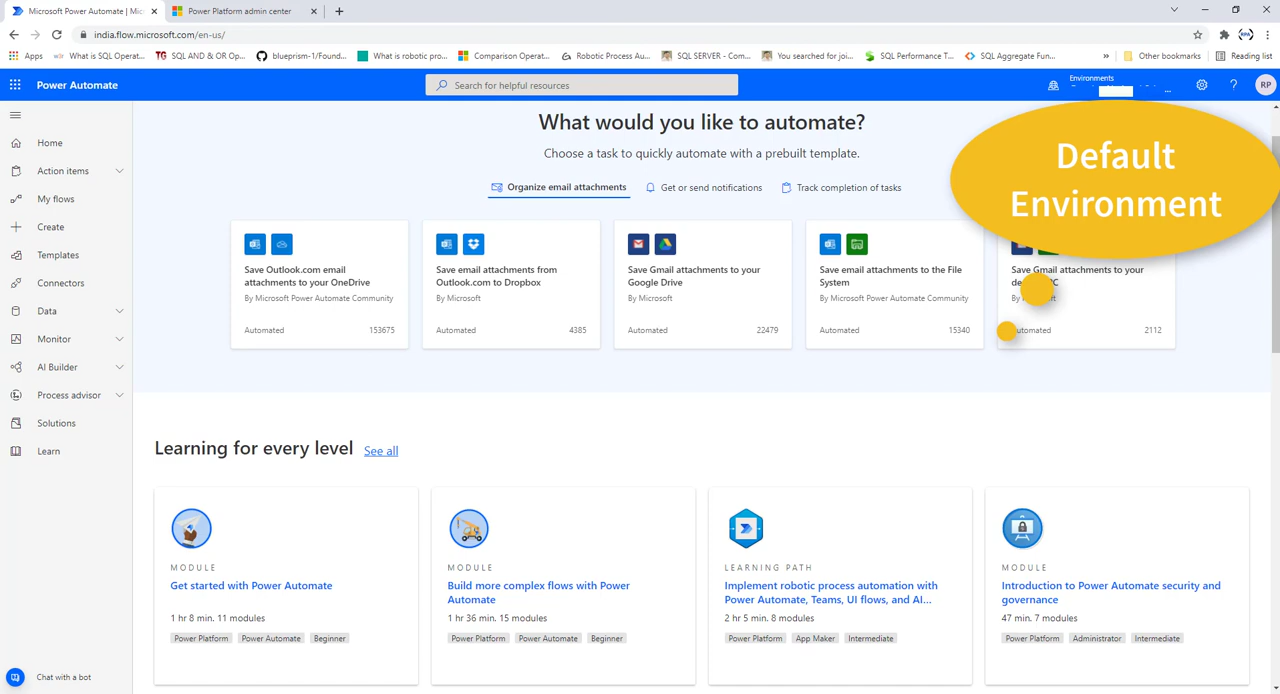 Microsoft Power Automate | Mic
Power Platform admin center
india.flow.microsoft.com/en-us/
Apps
What is SQL Operat...
SQL AND OR Operat...
TG SQL AND OR Opo...
blueprism-1/Found...
What is robotic pro...
Comparison Operat...
Robotic Process Au...
SQL SERVER - Com...
You searched for joi...
SQL Performance T...
SQL Aggregate Fun...
»
Other bookmarks
Reading list
Power Automate
Search for helpful resources
Environments
?
RP
Home
Action items
My flows
Create
Templates
Connectors
Data
Monitor
AI Builder
Process advisor
Solutions
Learn
Chat with a bot
What would you like to automate?
Choose a task to quickly automate with a prebuilt template.
Organize email attachments
Get or send notifications
Track completion of tasks
Default
Environment
Save Outlook.com email
attachments to your OneDrive
By Microsoft Power Automate Community
Automated 153675
Save email attachments from
Outlook.com to Dropbox
By Microsoft
Automated 4385
Save Gmail attachments to your
Google Drive
By Microsoft
Automated 22479
Save email attachments to the File
System
By Microsoft Power Automate Community
Automated 15340
Save Gmail attachments to your
By
2112
Learning for every level See all
MODULE
Get started with Power Automate
1 hr 8 min. 11 modules
Power Platform Power Automate Beginner
MODULE
Build more complex flows with Power
Automate
1 hr 36 min. 15 modules
Power Platform Power Automate Beginner
LEARNING PATH
Implement robotic process automation with
Power Automate, Teams, UI flows, and AI...
2 hr 5 min. 8 modules
Power Platform App Maker Intermediate
MODULE
Introduction to Power Automate security and
governance
47 min. 7 modules
Power Platform Administrator Intermediate